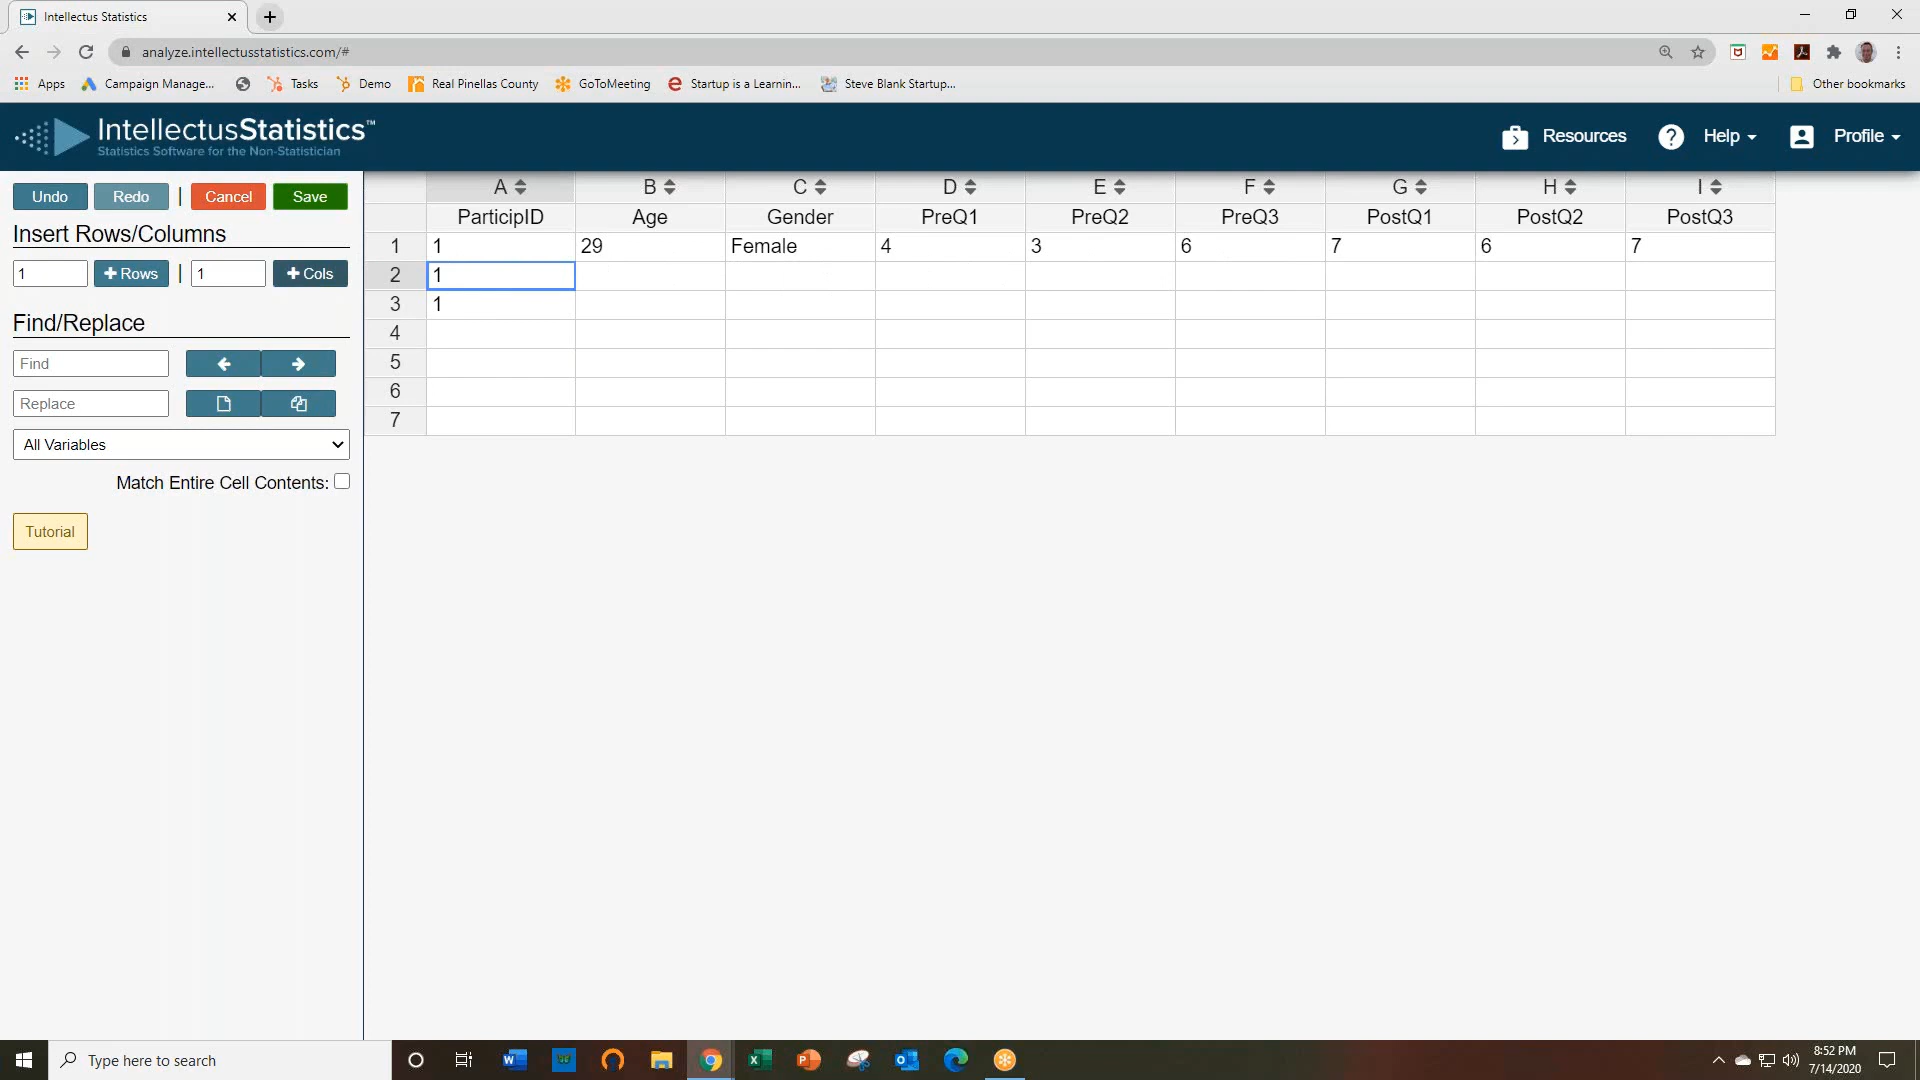 Intellectus Statistics
analyze.intellectusstatistics.com/#
Apps Campaign Manage... Tasks Demo Real Pinellas County GoToMeeting Startup is a Learnin... Steve Blank Startup... Other bookmarks
IntellectusStatistics™
Statistics Software for the Non-Statistician
Resources Help Profile
Undo Redo | Cancel Save
Insert Rows/Columns
1 Rows | 1 Cols
Find/Replace
Find
Replace
All Variables
Match Entire Cell Contents:
Tutorial
A B C D E F G H I
ParticipID Age Gender PreQ1 PreQ2 PreQ3 PostQ1 PostQ2 PostQ3
1 1 29 Female 4 3 6 7 6 7
2 1
3 1
4
5
6
7
Type here to search
8:52 PM
7/14/2020